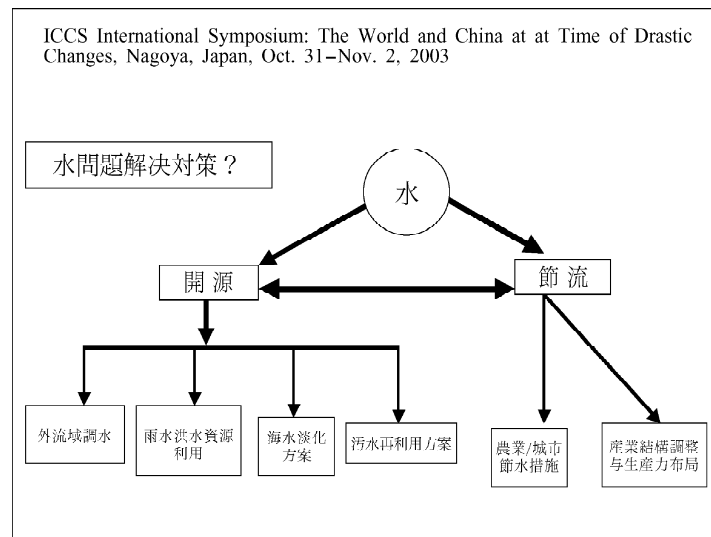 ICCS International Symposium: The World and China at at Time of Drastic
Changes, Nagoya, Japan, Oct. 31–Nov. 2, 2003
水問題解决対策？
水
開 源
節 流
外流域調水
雨水洪水資源
利用
海水淡化
方案
汚水再利用方案
農業/城市
節水措施
産業結構調整
与生産力布局